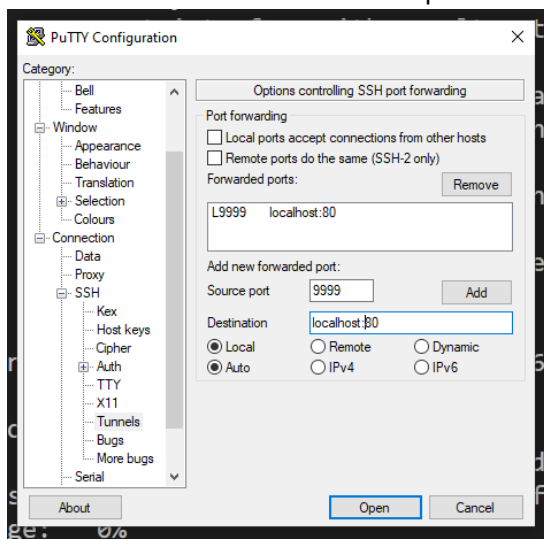 PuTTY Configuration
Category:
Bell
Features
Window
Appearance
Behaviour
Translation
Selection
Colours
Connection
Data
Proxy
SSH
Kex
Host keys
Cipher
Auth
TTY
X11
Tunnels
Bugs
More bugs
Serial
Options controlling SSH port forwarding
Port forwarding
Local ports accept connections from other hosts
Remote ports do the same (SSH-2 only)
Forwarded ports:
Remove
L9999 localhost:80
Add new forwarded port:
Source port 9999 Add
Destination localhost:80
Local Remote Dynamic
Auto IPv4 IPv6
About Open Cancel
ge: 0%